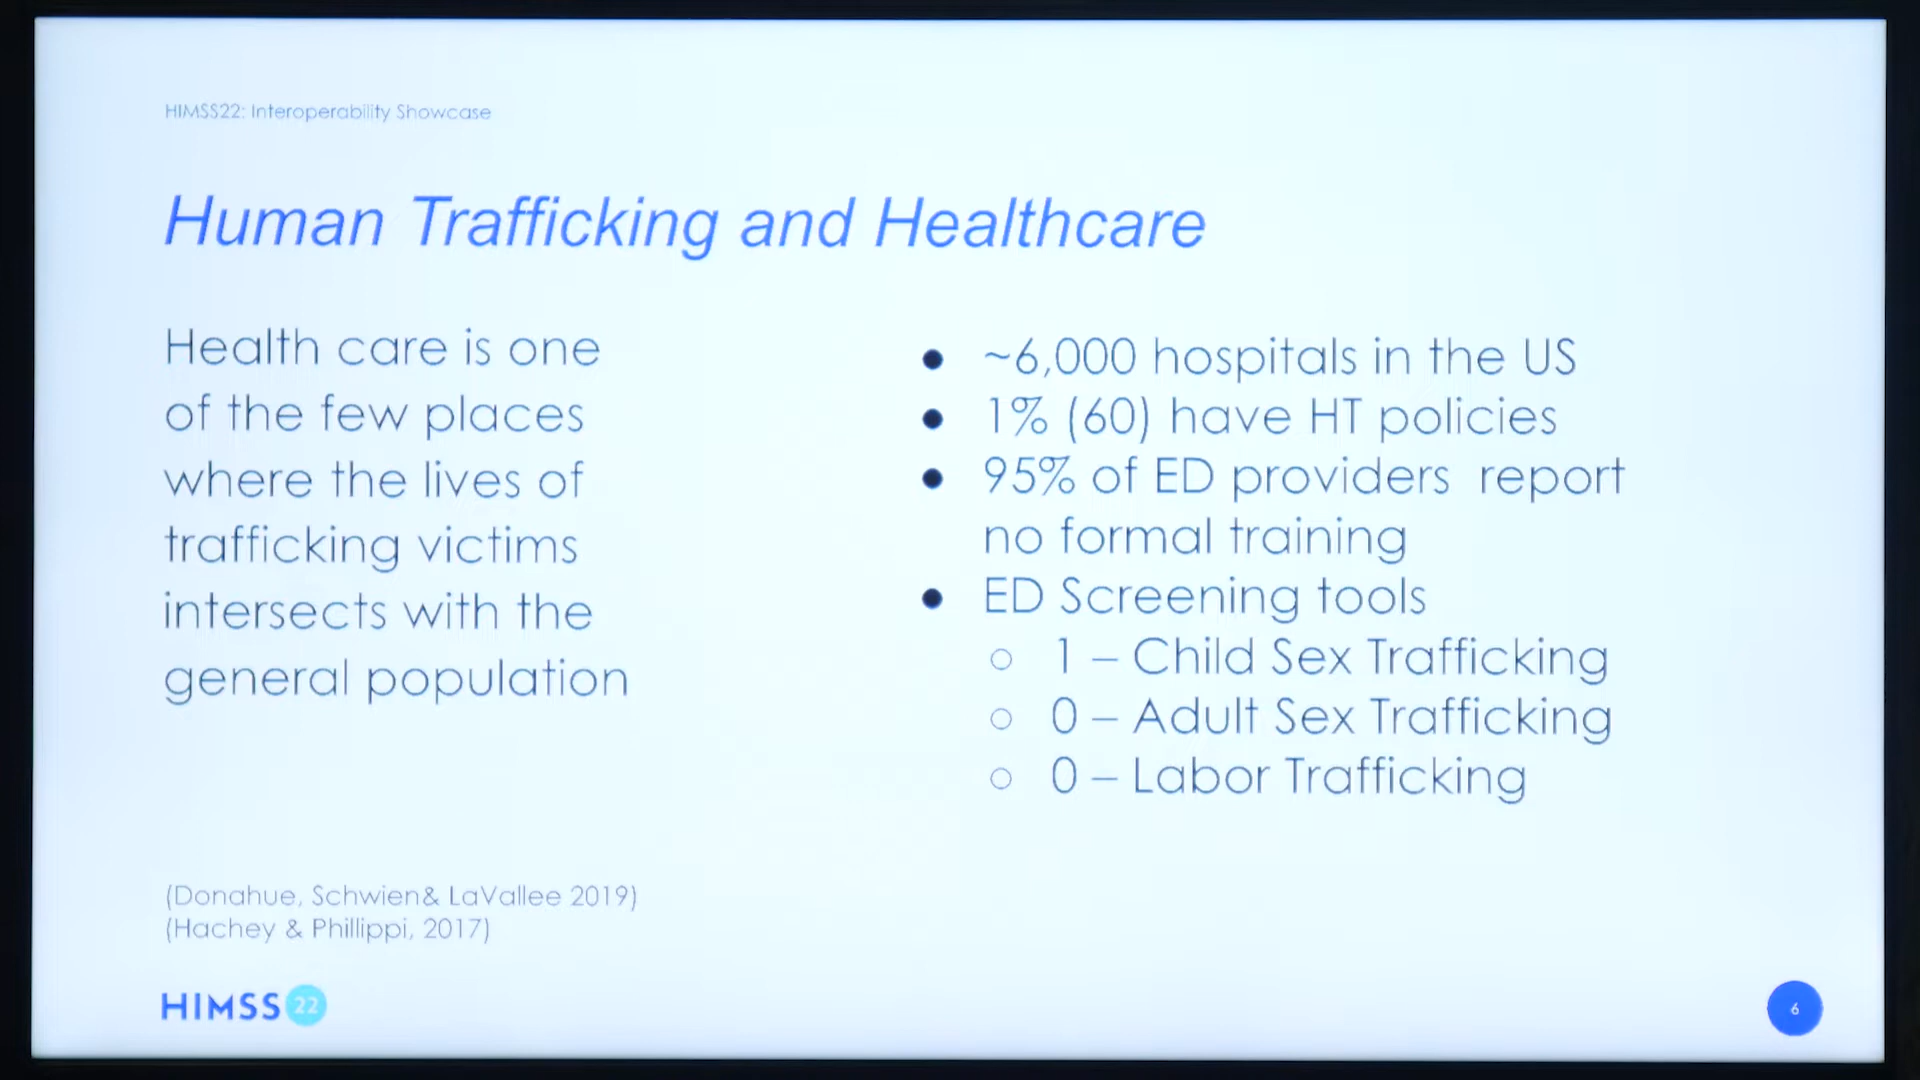 HIMSS22: Interoperability Showcase
Human Trafficking and Healthcare
Health care is one
of the few places
where the lives of
trafficking victims
intersects with the
general population
● ~6,000 hospitals in the US
● 1% (60) have HT policies
● 95% of ED providers report
no formal training
● ED Screening tools
○ 1 – Child Sex Trafficking
○ 0 – Adult Sex Trafficking
○ 0 – Labor Trafficking
(Donahue, Schwien& LaVallee 2019)
(Hachey & Phillippi, 2017)
HIMSS 22
6